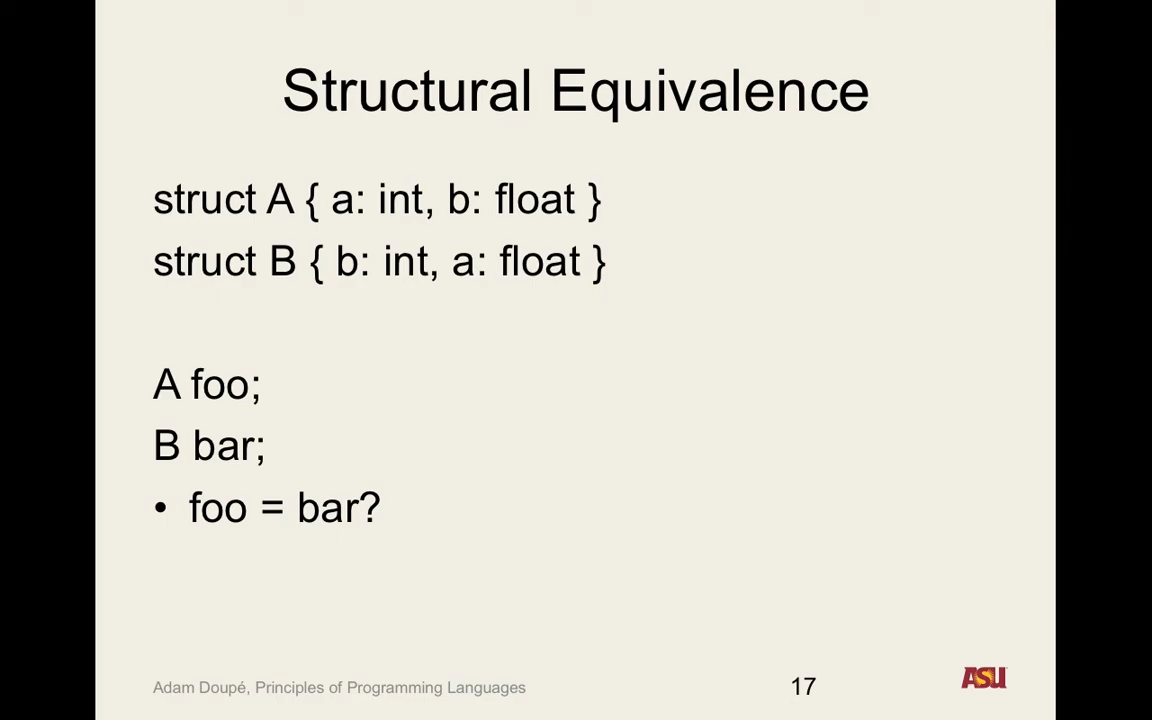 Structural Equivalence
struct A { a: int, b: float }
struct B { b: int, a: float }
A foo;
B bar;
• foo = bar?
Adam Doupé, Principles of Programming Languages
17
ASU